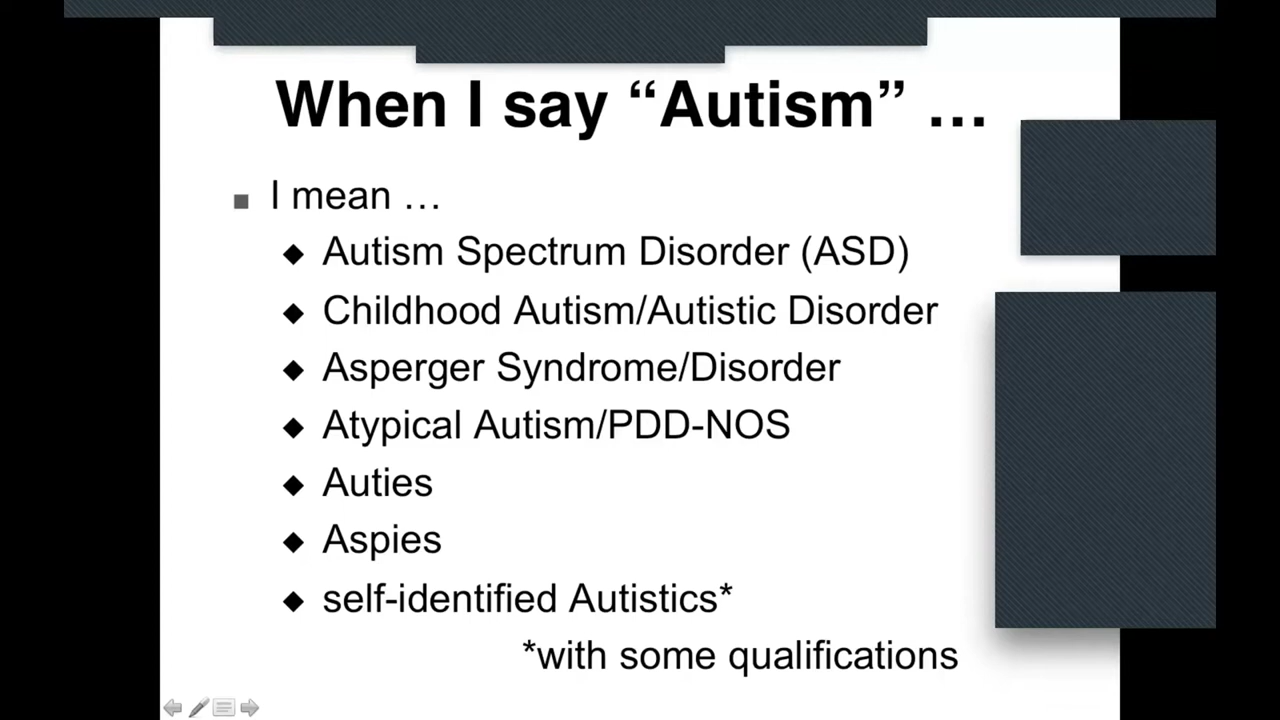 When I say “Autism” …
I mean …
Autism Spectrum Disorder (ASD)
Childhood Autism/Autistic Disorder
Asperger Syndrome/Disorder
Atypical Autism/PDD-NOS
Auties
Aspies
self-identified Autistics*
*with some qualifications